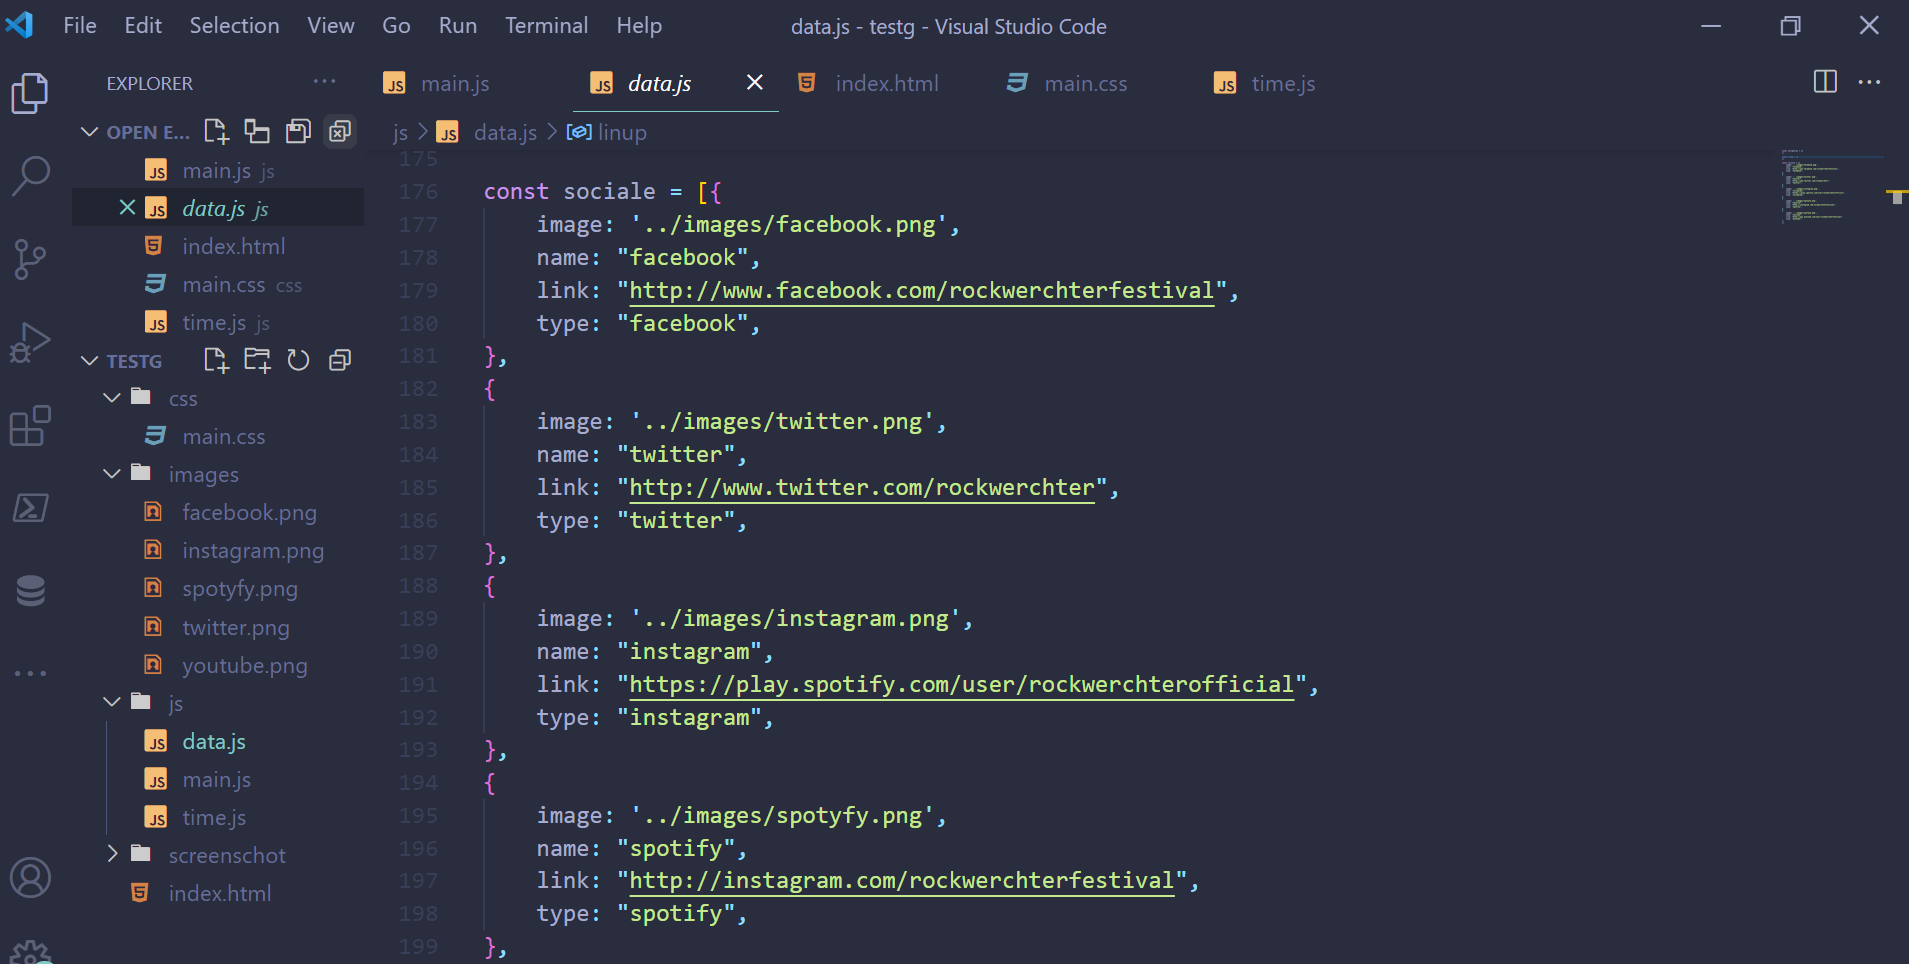 File Edit Selection View Go Run Terminal Help data.js - testg - Visual Studio Code
EXPLORER
OPEN E...
JS main.js js
JS data.js js
index.html
main.css css
JS time.js js
TESTG
css
main.css
images
facebook.png
instagram.png
spotyfy.png
twitter.png
youtube.png
js
JS data.js
JS main.js
JS time.js
screenschot
index.html
JS main.js JS data.js index.html main.css JS time.js
js > JS data.js > linup
175
176 const sociale = [{
177 image: '../images/facebook.png',
178 name: "facebook",
179 link: "http://www.facebook.com/rockwerchterfestival",
180 type: "facebook",
181 },
182 {
183 image: '../images/twitter.png',
184 name: "twitter",
185 link: "http://www.twitter.com/rockwerchter",
186 type: "twitter",
187 },
188 {
189 image: '../images/instagram.png',
190 name: "instagram",
191 link: "https://play.spotify.com/user/rockwerchterofficial",
192 type: "instagram",
193 },
194 {
195 image: '../images/spotyfy.png',
196 name: "spotify",
197 link: "http://instagram.com/rockwerchterfestival",
198 type: "spotify",
199 },